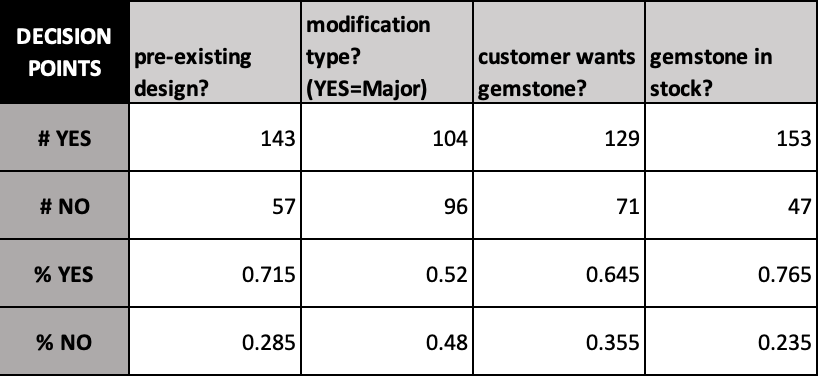 DECISION POINTS pre-existing design? modification type? (YES=Major) customer wants gemstone? gemstone in stock?
# YES 143 104 129 153
# NO 57 96 71 47
% YES 0.715 0.52 0.645 0.765
% NO 0.285 0.48 0.355 0.235